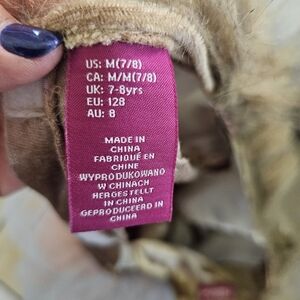 US: M(7/8)
CA: M/M(7/8)
UK: 7-8yrs
EU: 128
AU: 8
MADE IN
CHINA
FABRIQUÉ EN
CHINE
WYPRODUKOWANO
W CHINACH
HERGESTELLT
IN CHINA
GEPRODUCEERD IN
CHINA